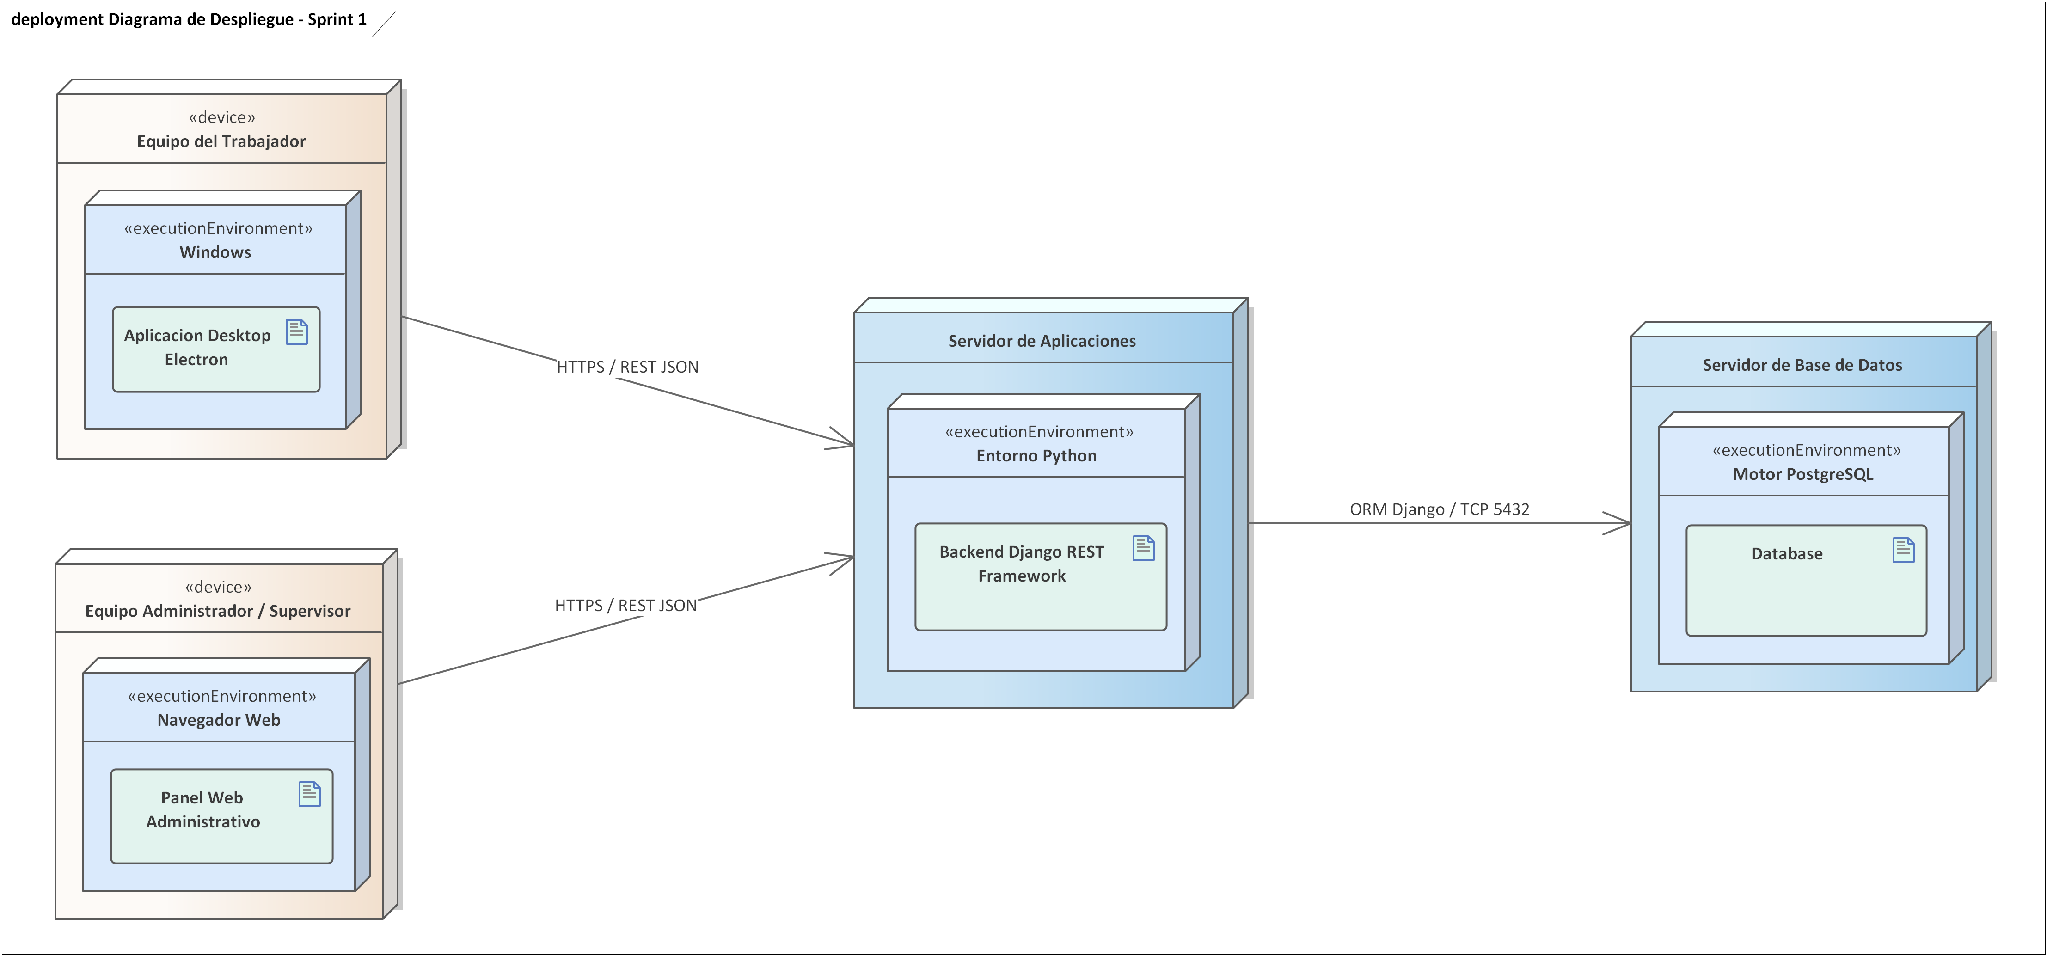 deployment Diagrama de Despliegue - Sprint 1
«device»
Equipo del Trabajador
«executionEnvironment»
Windows
Aplicacion Desktop
Electron
HTTPS / REST JSON
«device»
Equipo Administrador / Supervisor
«executionEnvironment»
Navegador Web
Panel Web
Administrativo
HTTPS / REST JSON
Servidor de Aplicaciones
«executionEnvironment»
Entorno Python
Backend Django REST
Framework
ORM Django / TCP 5432
Servidor de Base de Datos
«executionEnvironment»
Motor PostgreSQL
Database